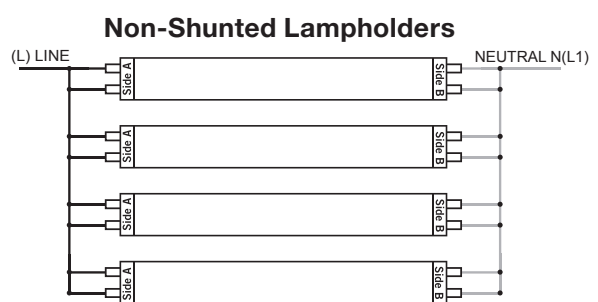 Non-Shunted Lampholders
(L) LINE
NEUTRAL N(L1)
Side A
Side B
Side A
Side B
Side A
Side B
Side A
Side B